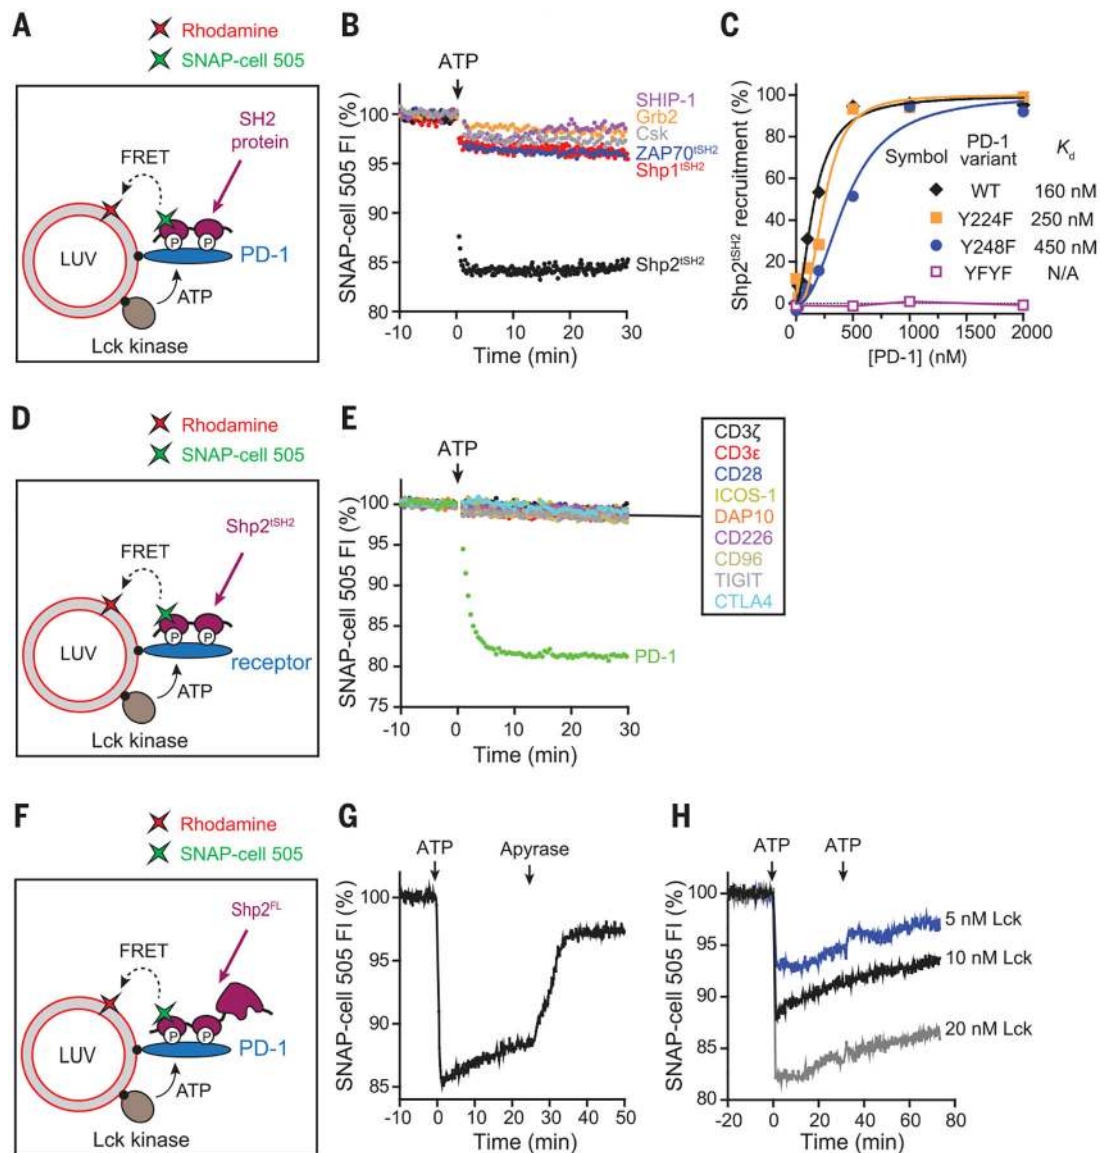 A
Rhodamine
SNAP-cell 505
SH2
protein
FRET
LUV
P P
PD-1
ATP
Lck kinase
B
ATP
SNAP-cell 505 FI (%)
100
95
90
85
80
-10 0 10 20 30
Time (min)
SHIP-1
Grb2
Csk
ZAP70tSH2
Shp1tSH2
Shp2tSH2
C
Shp2tSH2 recruitment (%)
100
80
60
40
20
0
0 500 1000 1500 2000
[PD-1] (nM)
Symbol PD-1 variant Kd
WT 160 nM
Y224F 250 nM
Y248F 450 nM
YFYF N/A
D
Rhodamine
SNAP-cell 505
Shp2tSH2
FRET
LUV
P P
receptor
ATP
Lck kinase
E
ATP
SNAP-cell 505 FI (%)
100
95
90
85
80
75
-10 0 10 20 30
Time (min)
CD3ζ
CD3ε
CD28
ICOS-1
DAP10
CD226
CD96
TIGIT
CTLA4
PD-1
F
Rhodamine
SNAP-cell 505
Shp2FL
FRET
LUV
P P
PD-1
ATP
Lck kinase
G
ATP Apyrase
SNAP-cell 505 FI (%)
100
95
90
85
-10 0 10 20 30 40 50
Time (min)
H
ATP ATP
SNAP-cell 505 FI (%)
100
95
90
85
80
-20 0 20 40 60 80
Time (min)
5 nM Lck
10 nM Lck
20 nM Lck